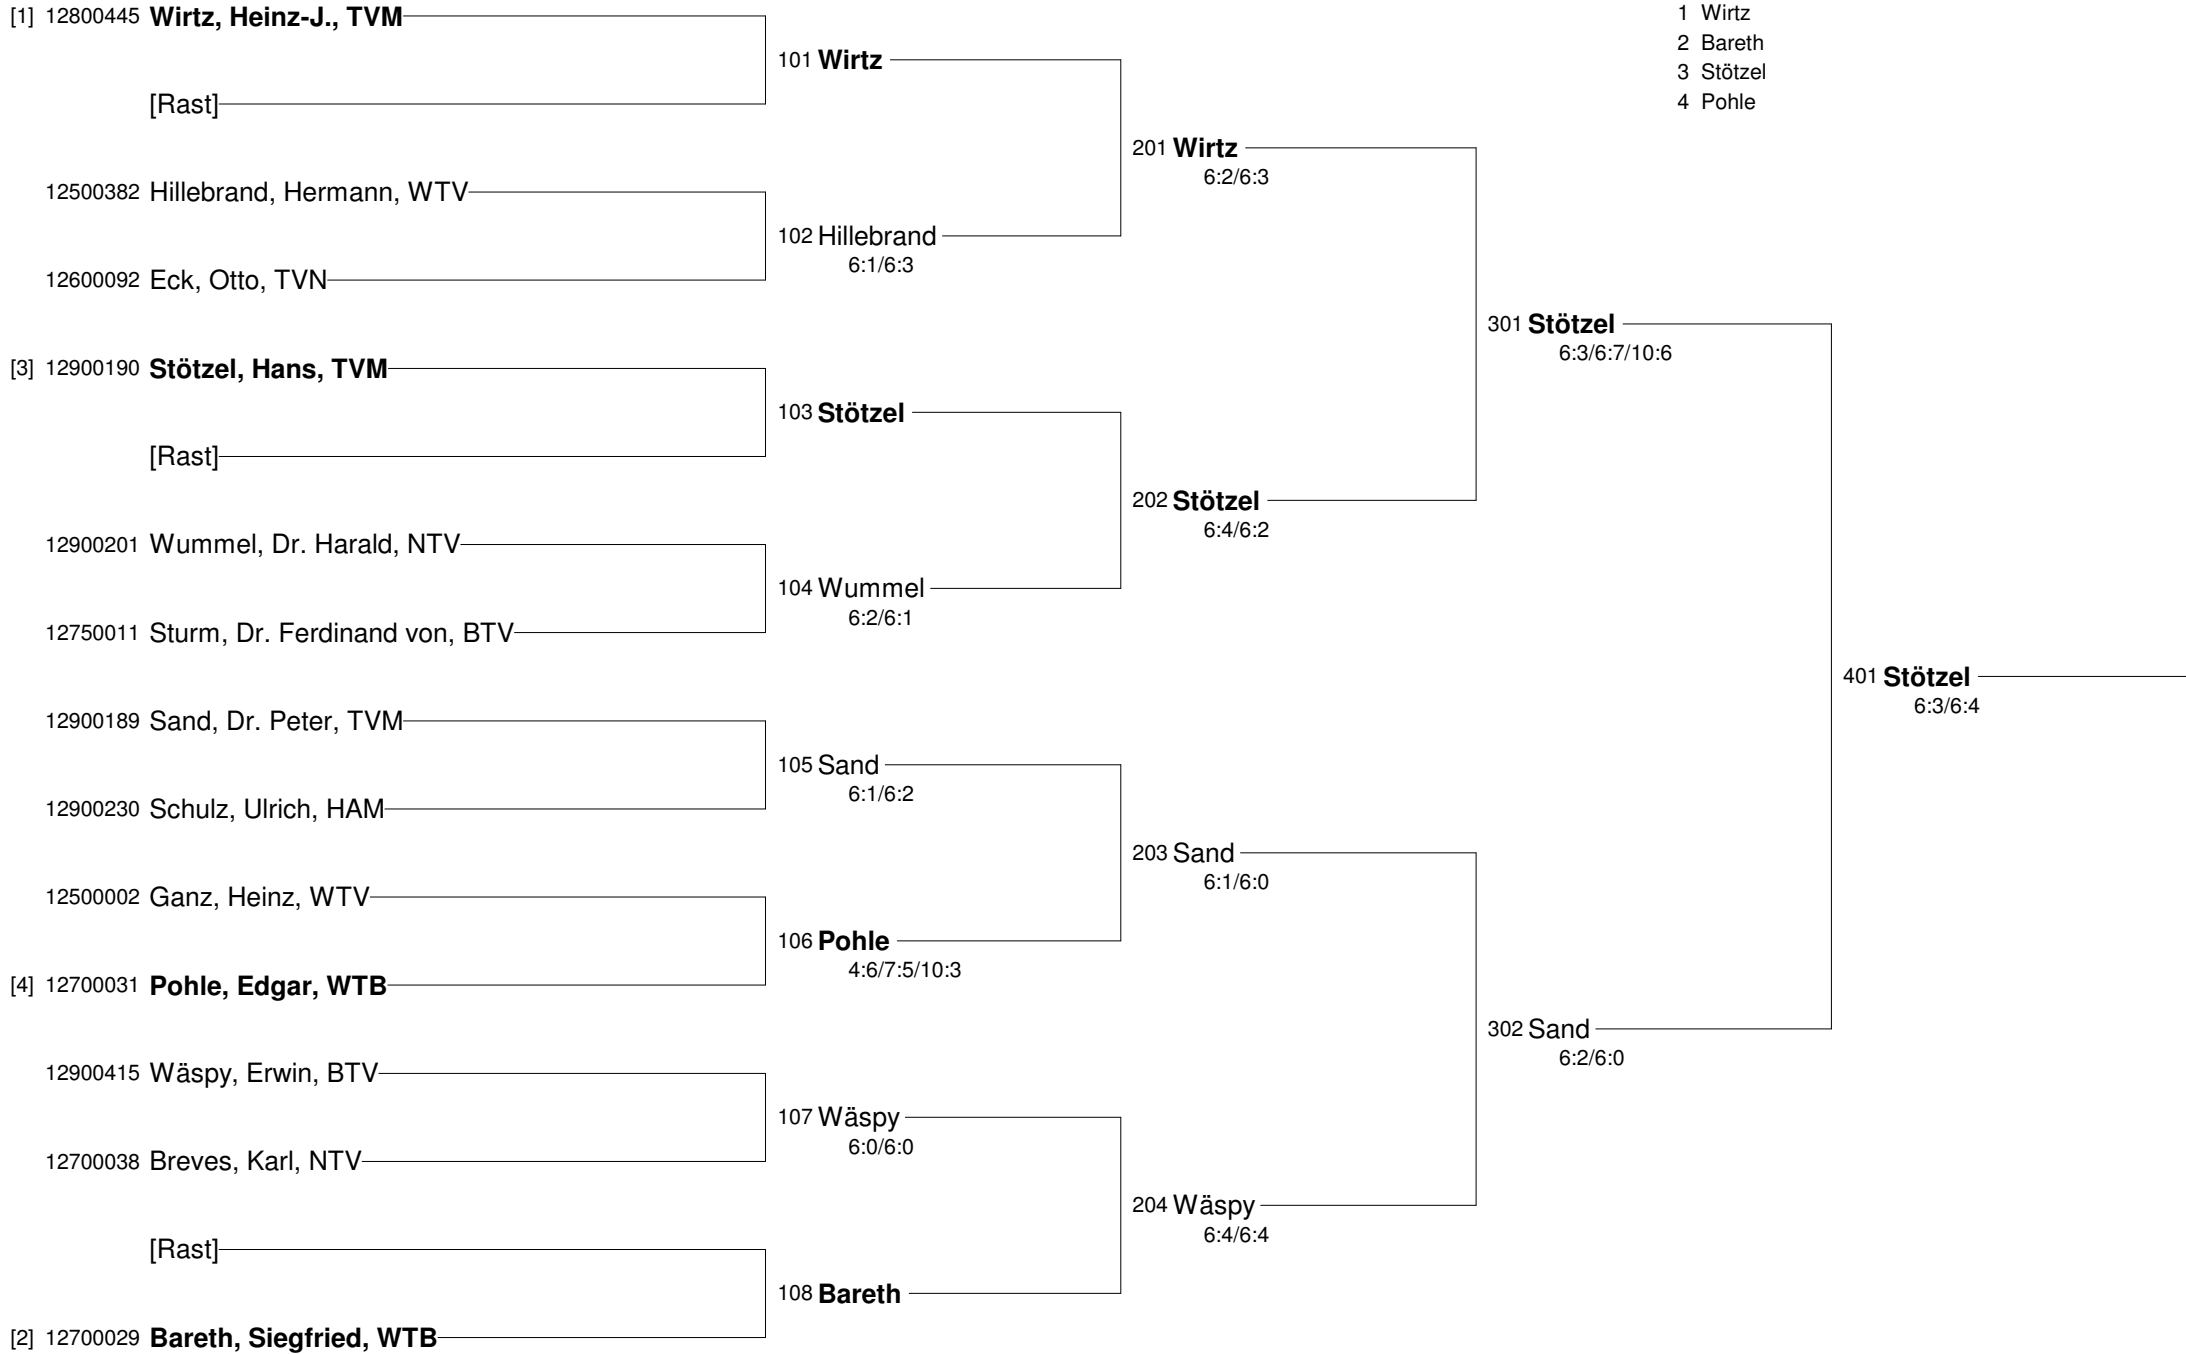 [1] 12800445 Wirtz, Heinz-J., TVM
[Rast]
12500382 Hillebrand, Hermann, WTV
12600092 Eck, Otto, TVN
[3] 12900190 Stötzel, Hans, TVM
[Rast]
12900201 Wummel, Dr. Harald, NTV
12750011 Sturm, Dr. Ferdinand von, BTV
12900189 Sand, Dr. Peter, TVM
12900230 Schulz, Ulrich, HAM
12500002 Ganz, Heinz, WTV
[4] 12700031 Pohle, Edgar, WTB
12900415 Wäspy, Erwin, BTV
12700038 Breves, Karl, NTV
[Rast]
[2] 12700029 Bareth, Siegfried, WTB
101 Wirtz
102 Hillebrand
6:1/6:3
103 Stötzel
104 Wummel
6:2/6:1
105 Sand
6:1/6:2
106 Pohle
4:6/7:5/10:3
107 Wäspy
6:0/6:0
108 Bareth
201 Wirtz
6:2/6:3
202 Stötzel
6:4/6:2
203 Sand
6:1/6:0
204 Wäspy
6:4/6:4
301 Stötzel
6:3/6:7/10:6
302 Sand
6:2/6:0
401 Stötzel
6:3/6:4
1 Wirtz
2 Bareth
3 Stötzel
4 Pohle